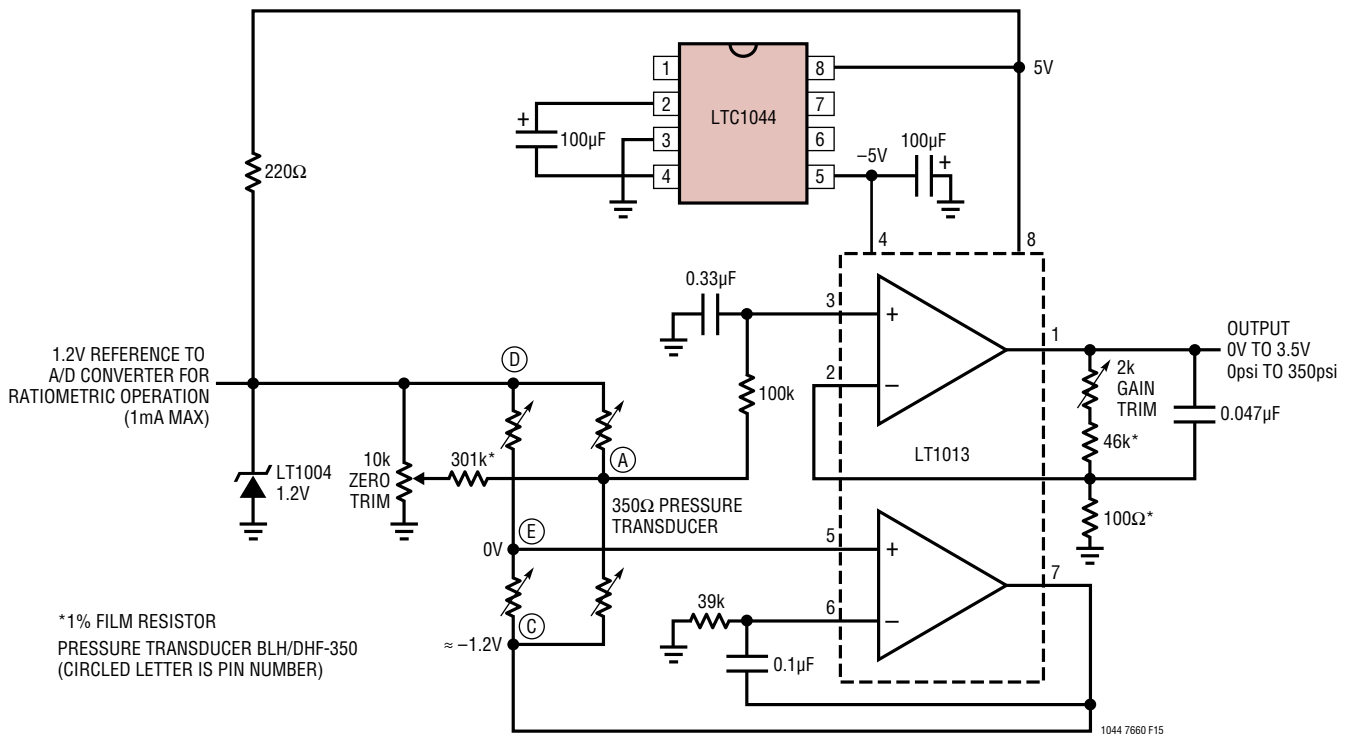 1
2
3
4
8
7
6
5
LTC1044
5V
+
100µF
–5V
100µF
+
220Ω
4
8
0.33µF
3
+
2
–
1
OUTPUT
0V TO 3.5V
0psi TO 350psi
1.2V REFERENCE TO
A/D CONVERTER FOR
RATIOMETRIC OPERATION
(1mA MAX)
D
2k
GAIN
TRIM
100k
0.047µF
46k*
LT1013
LT1004
1.2V
10k
ZERO
TRIM
301k*
A
350Ω PRESSURE
TRANSDUCER
100Ω*
E
0V
5
+
6
–
7
39k
0.1µF
C
≈ –1.2V
*1% FILM RESISTOR
PRESSURE TRANSDUCER BLH/DHF-350
(CIRCLED LETTER IS PIN NUMBER)
1044 7660 F15